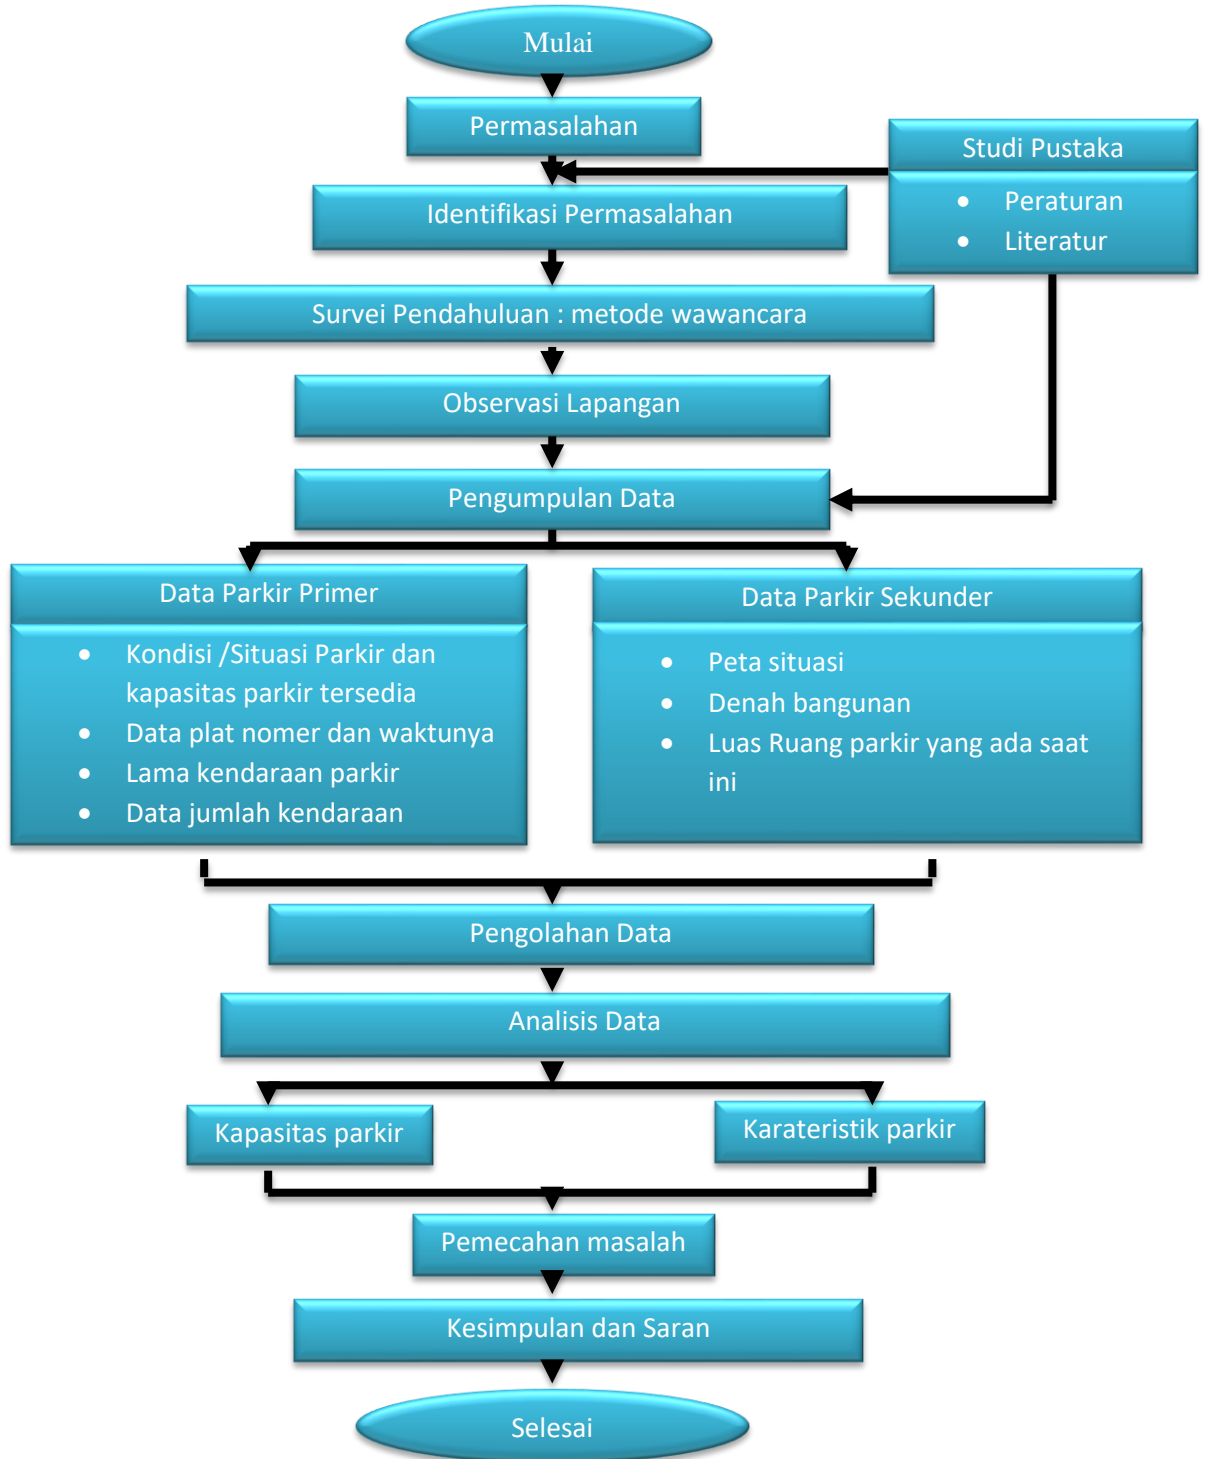 Mulai
Permasalahan
Studi Pustaka
• Peraturan
• Literatur
Identifikasi Permasalahan
Survei Pendahuluan : metode wawancara
Observasi Lapangan
Pengumpulan Data
Data Parkir Primer
• Kondisi /Situasi Parkir dan
kapasitas parkir tersedia
• Data plat nomer dan waktunya
• Lama kendaraan parkir
• Data jumlah kendaraan
Data Parkir Sekunder
• Peta situasi
• Denah bangunan
• Luas Ruang parkir yang ada saat
ini
Pengolahan Data
Analisis Data
Kapasitas parkir
Karateristik parkir
Pemecahan masalah
Kesimpulan dan Saran
Selesai